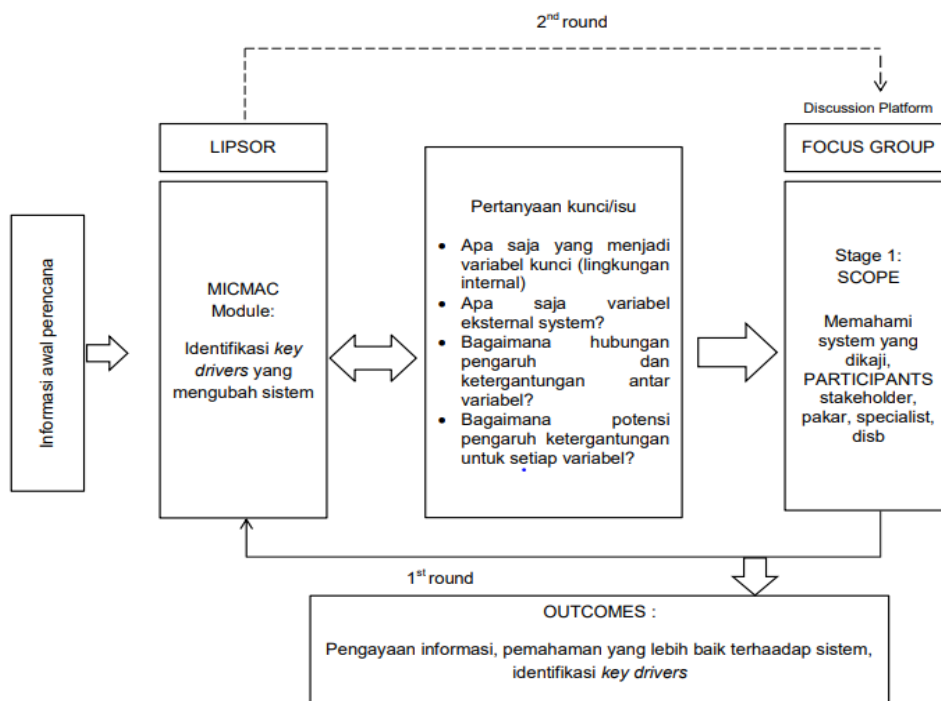 2nd round
Discussion Platform
LIPSOR
FOCUS GROUP
Informasi awal perencana
MICMAC
Module:
Identifikasi key
drivers yang
mengubah sistem
Pertanyaan kunci/isu
• Apa saja yang menjadi
variabel kunci (lingkungan
internal)
• Apa saja variabel
eksternal system?
• Bagaimana hubungan
pengaruh dan
ketergantungan antar
variabel?
• Bagaimana potensi
pengaruh ketergantungan
untuk setiap variabel?
Stage 1:
SCOPE
Memahami
system yang
dikaji,
PARTICIPANTS
stakeholder,
pakar, specialist,
disb
1st round
OUTCOMES :
Pengayaan informasi, pemahaman yang lebih baik terhaadap sistem,
identifikasi key drivers